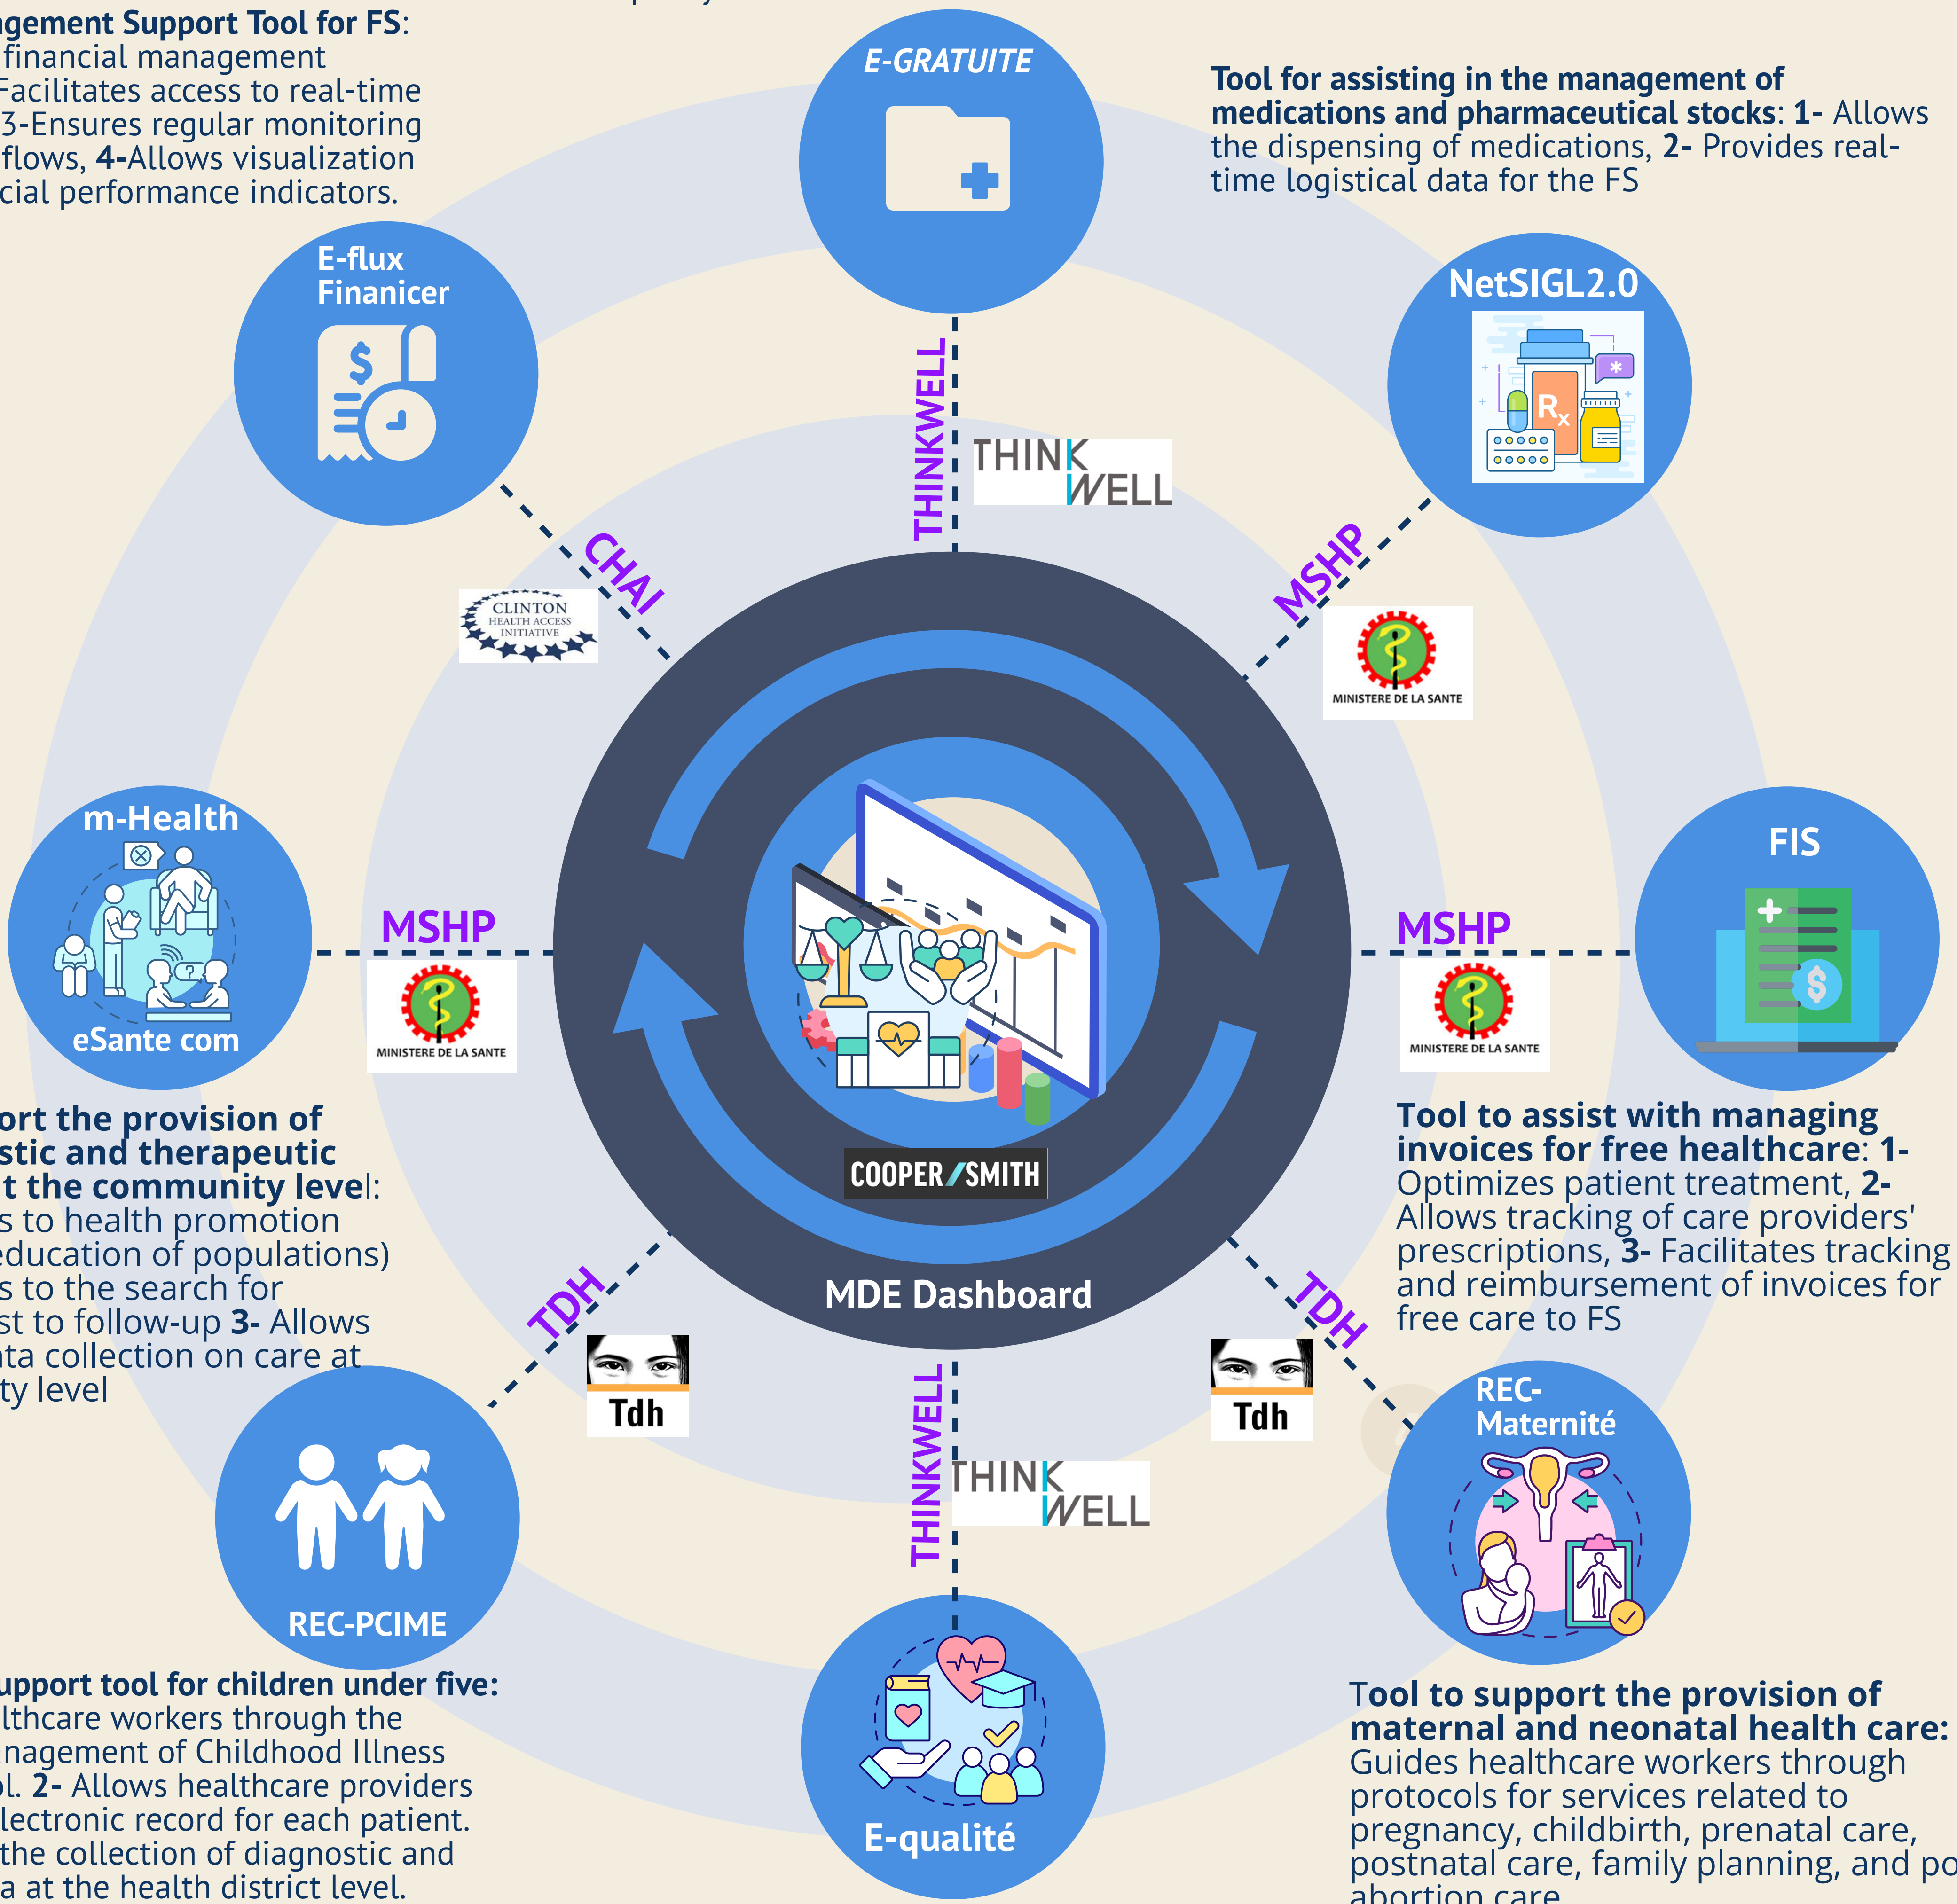 gement Support Tool for FS:
financial management
Facilitates access to real-time
3-Ensures regular monitoring
flows, 4-Allows visualization
cial performance indicators.
E-GRATUITE
Tool for assisting in the management of
medications and pharmaceutical stocks: 1- Allows
the dispensing of medications, 2- Provides real-
time logistical data for the FS
E-flux
Finanicer
$
NetSIGL2.0
Rx
THINKWELL
THINK
WELL
CHAI
CLINTON
HEALTH ACCESS
INITIATIVE
MSHP
MINISTERE DE LA SANTE
m-Health
eSante com
MSHP
MINISTERE DE LA SANTE
MSHP
MINISTERE DE LA SANTE
FIS
$
COOPER/SMITH
MDE Dashboard
ort the provision of
stic and therapeutic
t the community level:
s to health promotion
education of populations)
s to the search for
st to follow-up 3- Allows
ta collection on care at
ty level
Tool to assist with managing
invoices for free healthcare: 1-
Optimizes patient treatment, 2-
Allows tracking of care providers'
prescriptions, 3- Facilitates tracking
and reimbursement of invoices for
free care to FS
TDH
Tdh
TDH
Tdh
THINKWELL
THINK
WELL
REC-PCIME
REC-
Maternité
E-qualité
upport tool for children under five:
lthcare workers through the
nagement of Childhood Illness
ol. 2- Allows healthcare providers
lectronic record for each patient.
the collection of diagnostic and
a at the health district level.
Tool to support the provision of
maternal and neonatal health care:
Guides healthcare workers through
protocols for services related to
pregnancy, childbirth, prenatal care,
postnatal care, family planning, and po
abortion care